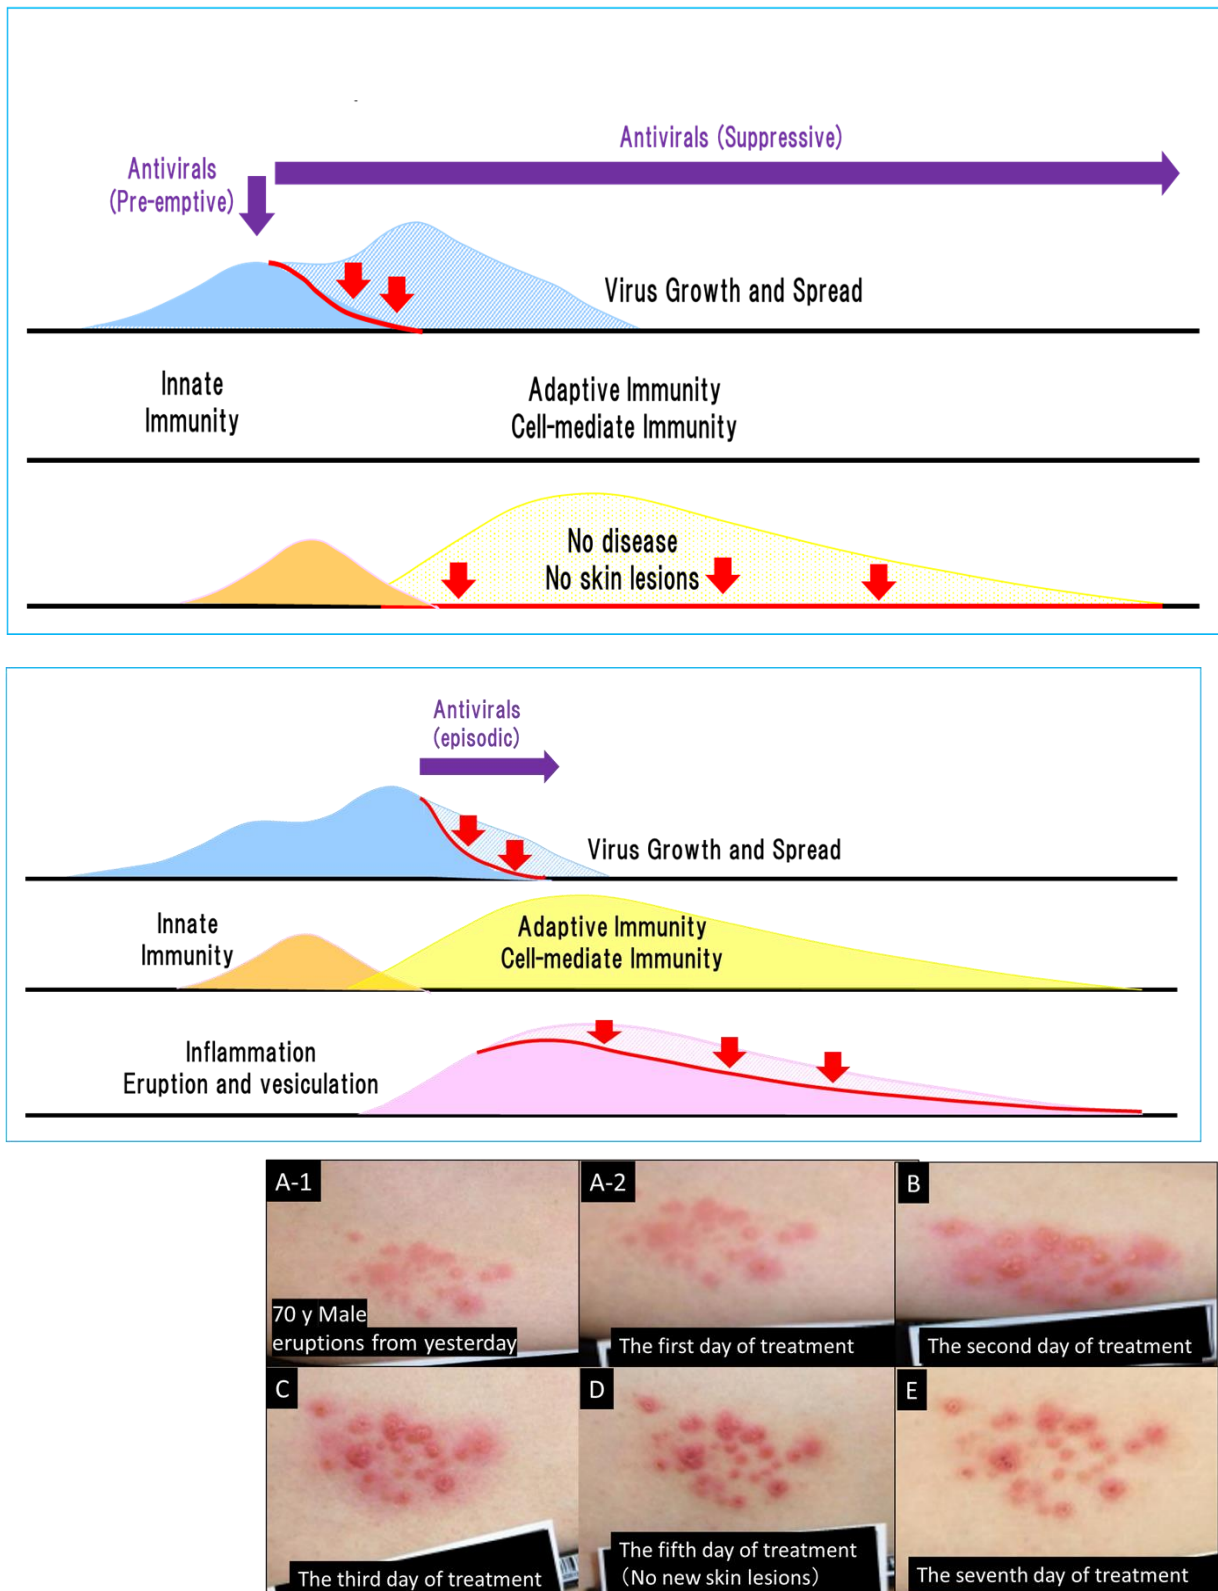 Antivirals (Suppressive)
Antivirals
(Pre-emptive)
Virus Growth and Spread
Innate
Immunity
Adaptive Immunity
Cell-mediate Immunity
No disease
No skin lesions
Antivirals
(episodic)
Virus Growth and Spread
Innate
Immunity
Adaptive Immunity
Cell-mediate Immunity
Inflammation
Eruption and vesiculation
A-1
70 y Male
eruptions from yesterday
A-2
The first day of treatment
B
The second day of treatment
C
The third day of treatment
D
The fifth day of treatment
（No new skin lesions）
E
The seventh day of treatment